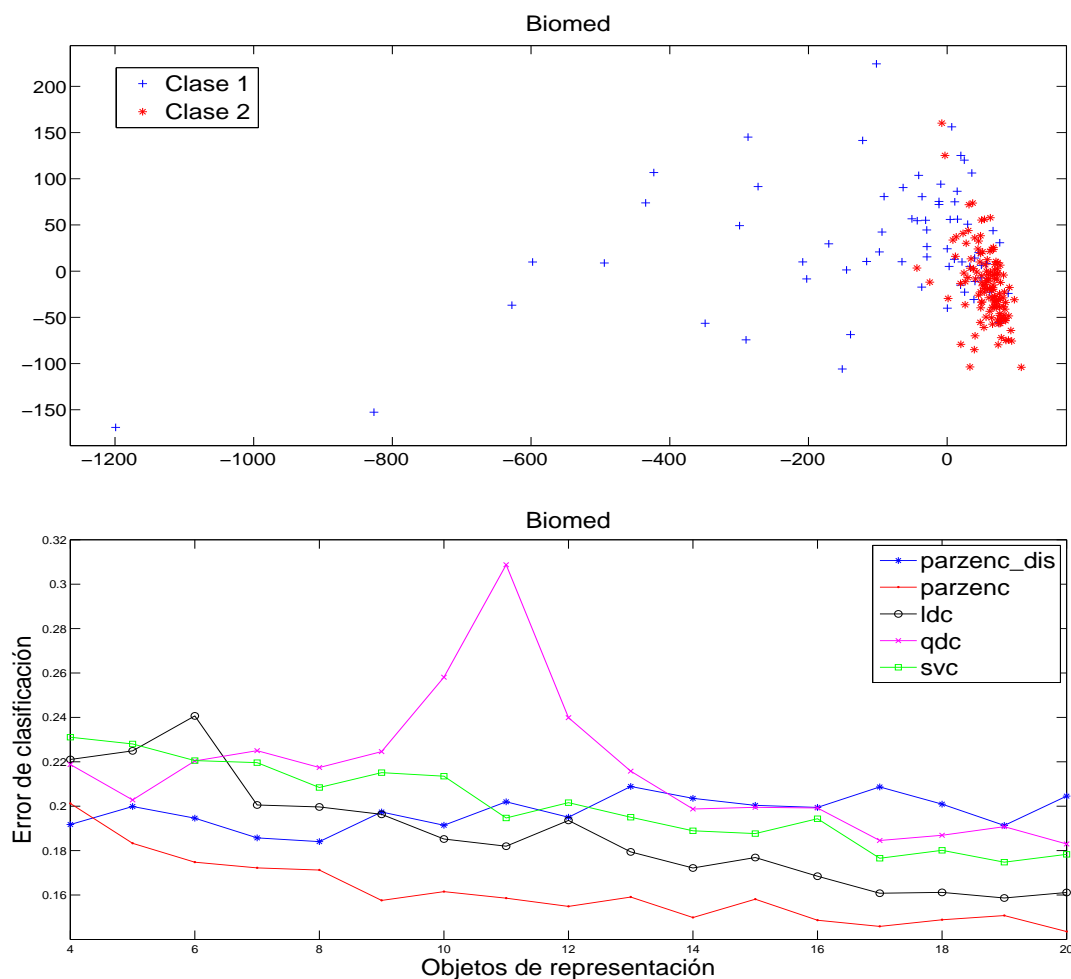 Biomed
Clase 1
Clase 2
200
150
100
50
0
−50
−100
−150
−1200 −1000 −800 −600 −400 −200 0
Biomed
0.32
0.3
0.28
0.26
0.24
0.22
0.2
0.18
0.16
parzenc_dis
parzenc
ldc
qdc
svc
Error de clasificación
4 6 8 10 12 14 16 18 20
Objetos de representación